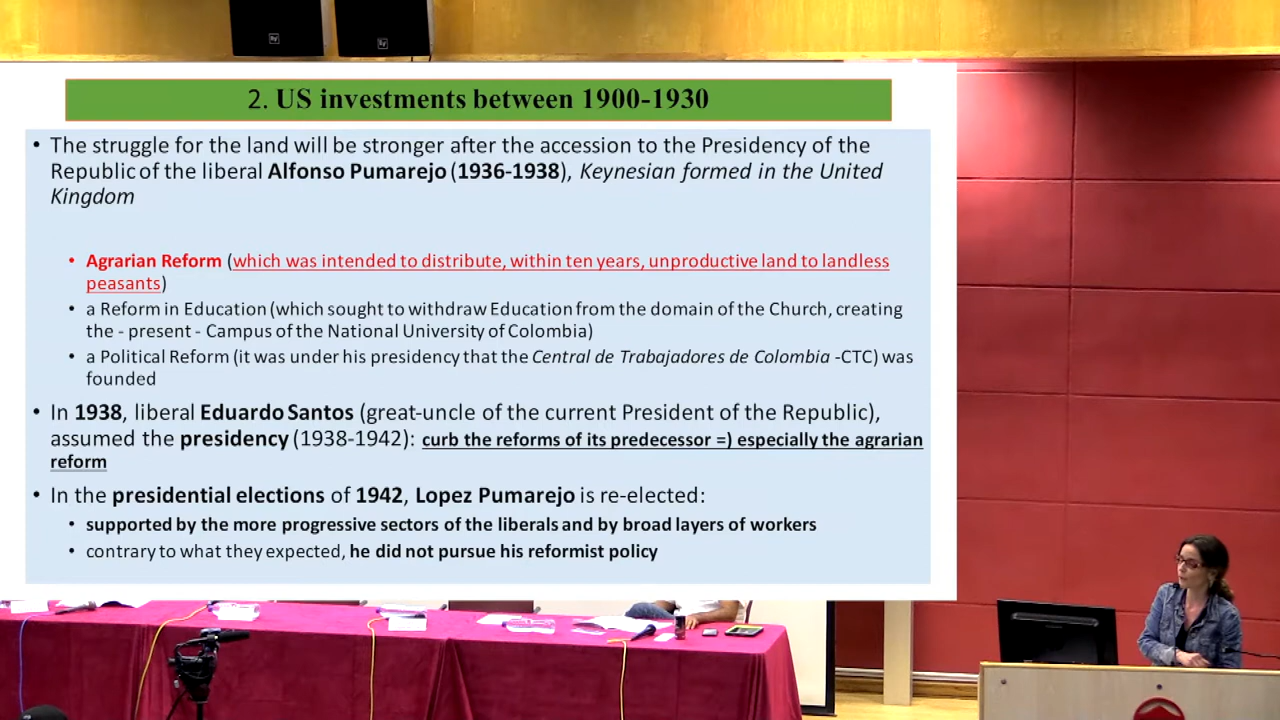 2. US investments between 1900-1930
• The struggle for the land will be stronger after the accession to the Presidency of the
Republic of the liberal Alfonso Pumarejo (1936-1938), Keynesian formed in the United
Kingdom
• Agrarian Reform (which was intended to distribute, within ten years, unproductive land to landless
peasants)
• a Reform in Education (which sought to withdraw Education from the domain of the Church, creating
the - present - Campus of the National University of Colombia)
• a Political Reform (it was under his presidency that the Central de Trabajadores de Colombia -CTC) was
founded
• In 1938, liberal Eduardo Santos (great-uncle of the current President of the Republic),
assumed the presidency (1938-1942): curb the reforms of its predecessor =) especially the agrarian
reform
• In the presidential elections of 1942, Lopez Pumarejo is re-elected:
• supported by the more progressive sectors of the liberals and by broad layers of workers
• contrary to what they expected, he did not pursue his reformist policy